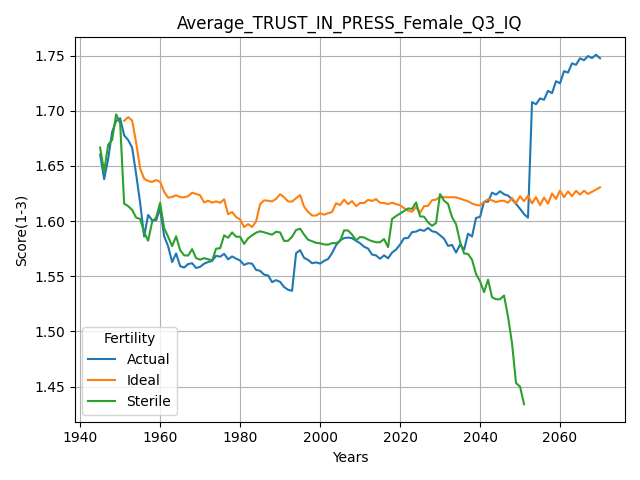 Average_TRUST_IN_PRESS_Female_Q3_IQ
Score(1-3)
1.75
1.70
1.65
1.60
1.55
1.50
1.45
Fertility
Actual
Ideal
Sterile
1940 1960 1980 2000 2020 2040 2060
Years